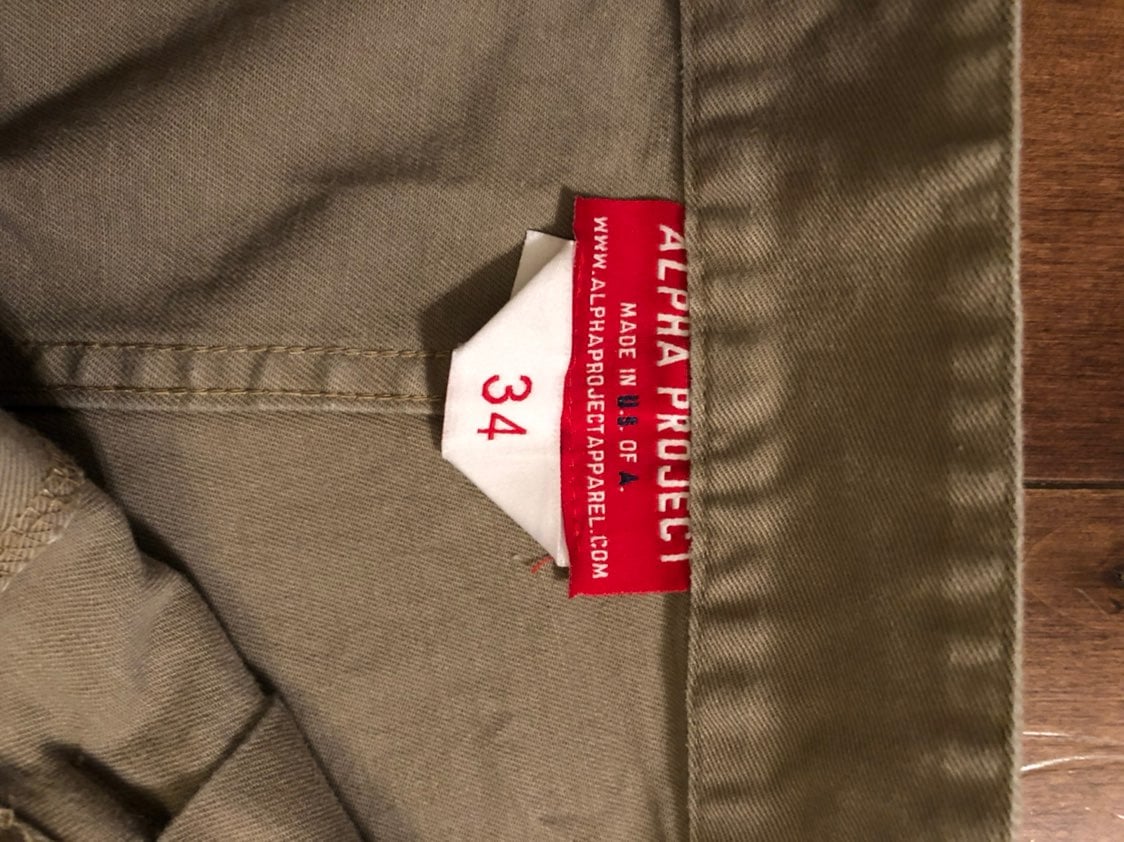 ALPHA PROJECT
MADE IN U.S. OF A.
WWW.ALPHAPROJECTAPPAREL.COM
34